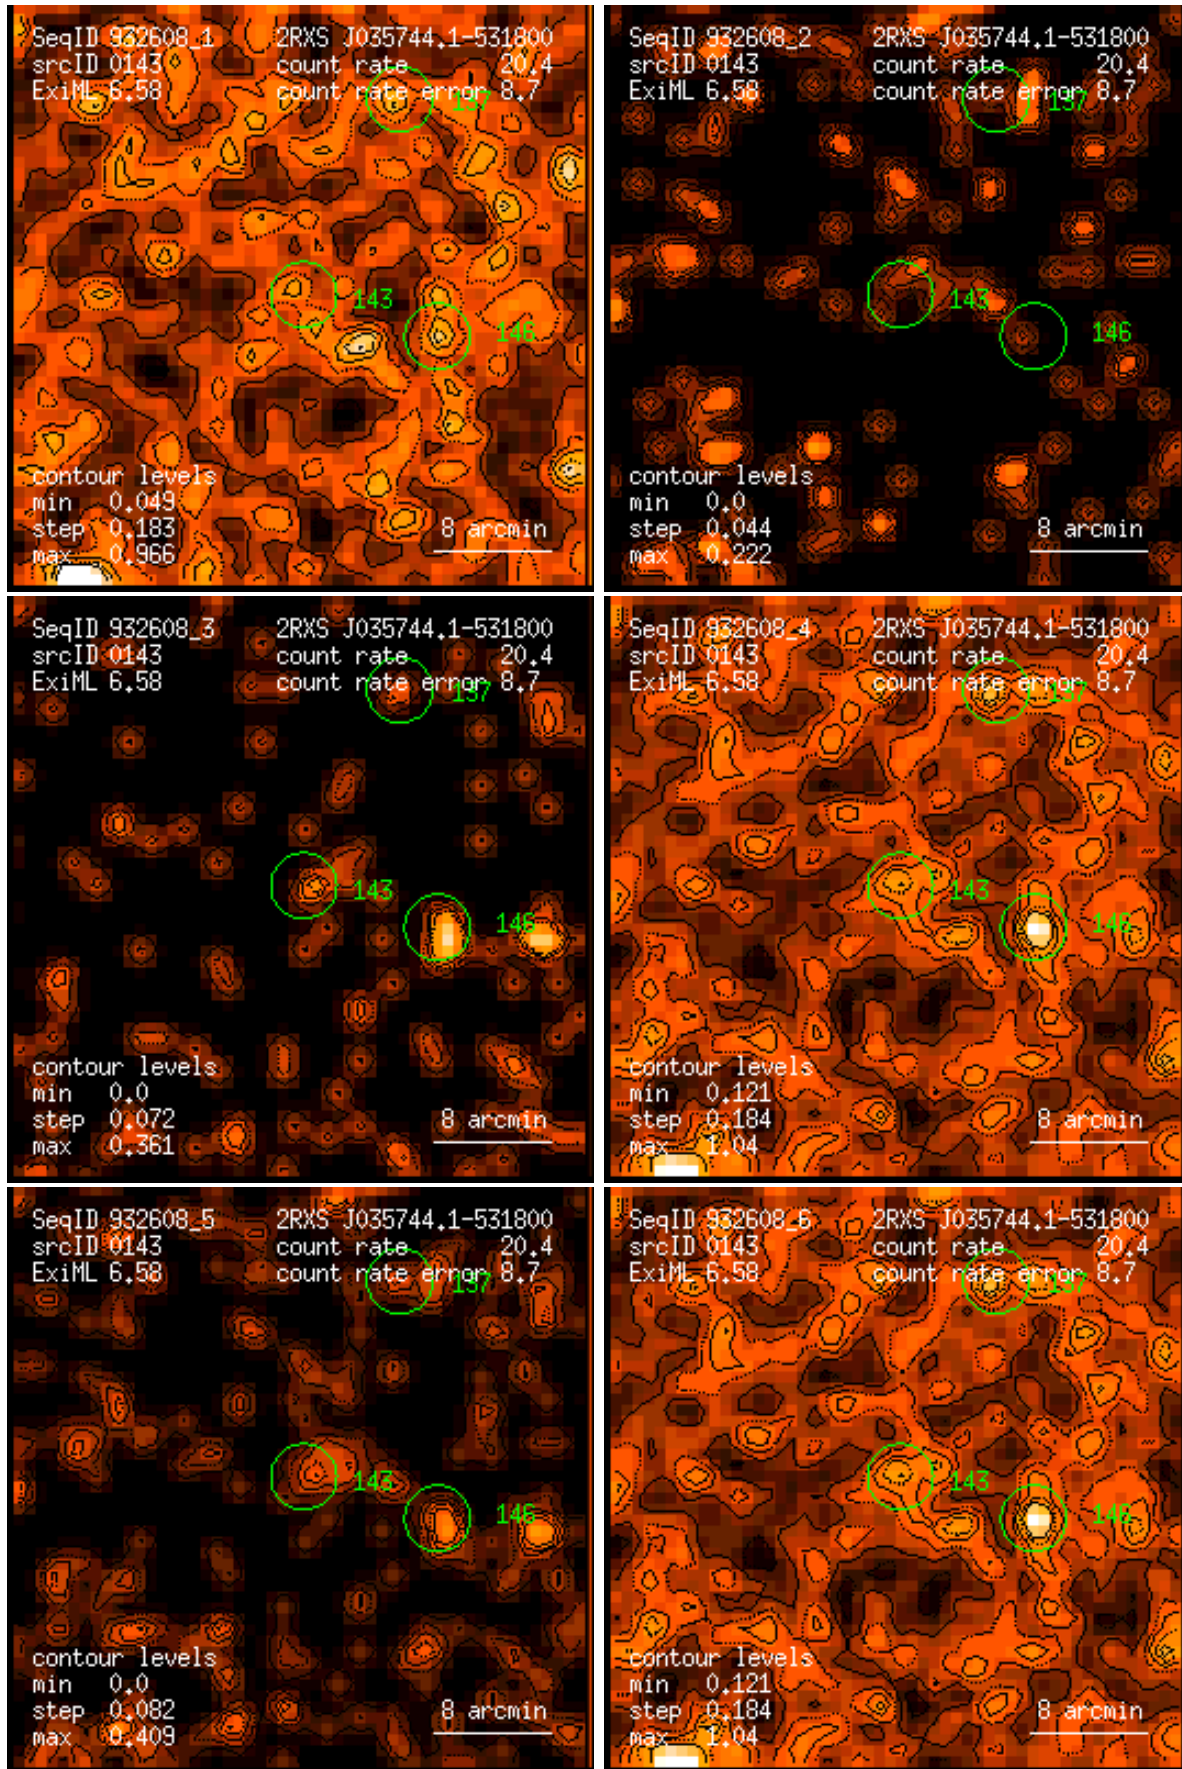 SeqID 932608_1 2RXS J035744.1-531800
srcID 0143 count rate 20.4
ExiML 6.58 count rate error 8.7
137
143
146
contour levels
min 0.049
step 0.183 8 arcmin
max 0.966
SeqID 932608_2 2RXS J035744.1-531800
srcID 0143 count rate 20.4
ExiML 6.58 count rate error 8.7
137
143
146
contour levels
min 0.0
step 0.044 8 arcmin
max 0.222
SeqID 932608_3 2RXS J035744.1-531800
srcID 0143 count rate 20.4
ExiML 6.58 count rate error 8.7
137
143
146
contour levels
min 0.0
step 0.072 8 arcmin
max 0.361
SeqID 932608_4 2RXS J035744.1-531800
srcID 0143 count rate 20.4
ExiML 6.58 count rate error 8.7
137
143
146
contour levels
min 0.121
step 0.184 8 arcmin
max 1.04
SeqID 932608_5 2RXS J035744.1-531800
srcID 0143 count rate 20.4
ExiML 6.58 count rate error 8.7
137
143
146
contour levels
min 0.0
step 0.082 8 arcmin
max 0.409
SeqID 932608_6 2RXS J035744.1-531800
srcID 0143 count rate 20.4
ExiML 6.58 count rate error 8.7
137
143
146
contour levels
min 0.121
step 0.184 8 arcmin
max 1.04